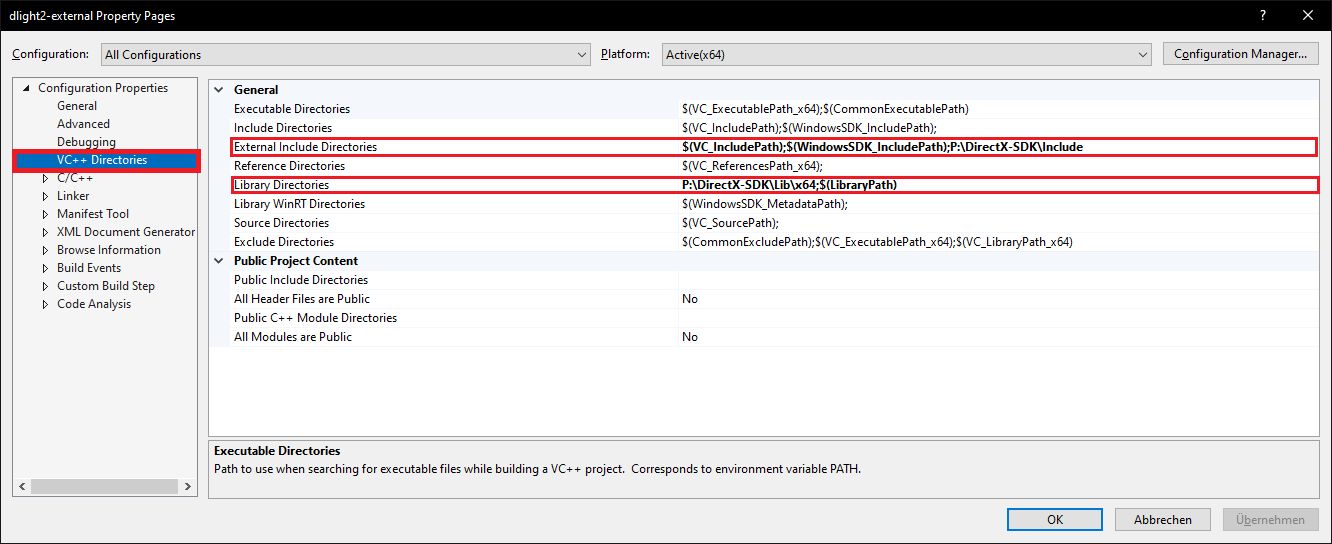 dlight2-external Property Pages
Configuration: All Configurations Platform: Active(x64) Configuration Manager...
Configuration Properties
General
Advanced
Debugging
VC++ Directories
C/C++
Linker
Manifest Tool
XML Document Generator
Browse Information
Build Events
Custom Build Step
Code Analysis
General
Executable Directories $(VC_ExecutablePath_x64);$(CommonExecutablePath)
Include Directories $(VC_IncludePath);$(WindowsSDK_IncludePath);
External Include Directories $(VC_IncludePath);$(WindowsSDK_IncludePath);P:\DirectX-SDK\Include
Reference Directories $(VC_ReferencesPath_x64);
Library Directories P:\DirectX-SDK\Lib\x64;$(LibraryPath)
Library WinRT Directories $(WindowsSDK_MetadataPath);
Source Directories $(VC_SourcePath);
Exclude Directories $(CommonExcludePath);$(VC_ExecutablePath_x64);$(VC_LibraryPath_x64)
Public Project Content
Public Include Directories
All Header Files are Public No
Public C++ Module Directories
All Modules are Public No
Executable Directories
Path to use when searching for executable files while building a VC++ project.  Corresponds to environment variable PATH.
OK Abbrechen Übernehmen